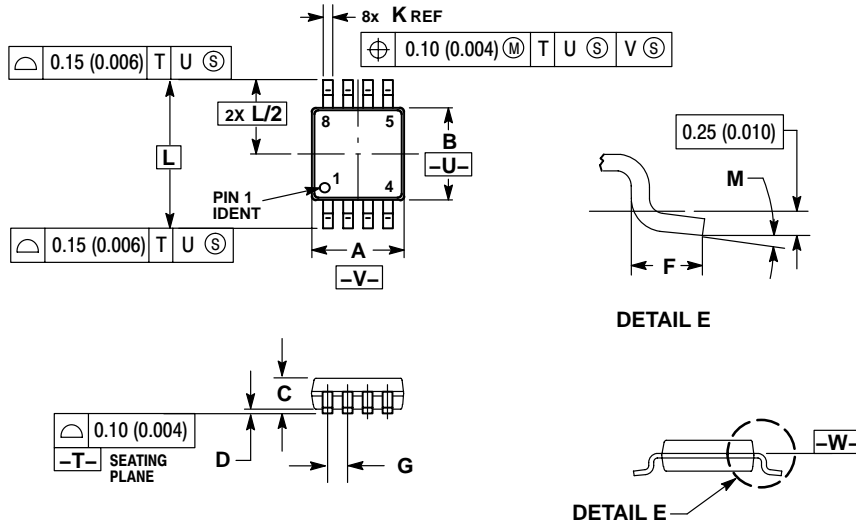 8x K REF
⌖ 0.10 (0.004) Ⓜ T U Ⓢ V Ⓢ
⌓ 0.15 (0.006) T U Ⓢ
2X L/2
8 5
L
B
–U–
1
4
PIN 1
IDENT
⌓ 0.15 (0.006) T U Ⓢ
A
–V–
0.25 (0.010)
M
F
DETAIL E
C
⌓ 0.10 (0.004)
–T– SEATING
PLANE
D
G
–W–
DETAIL E